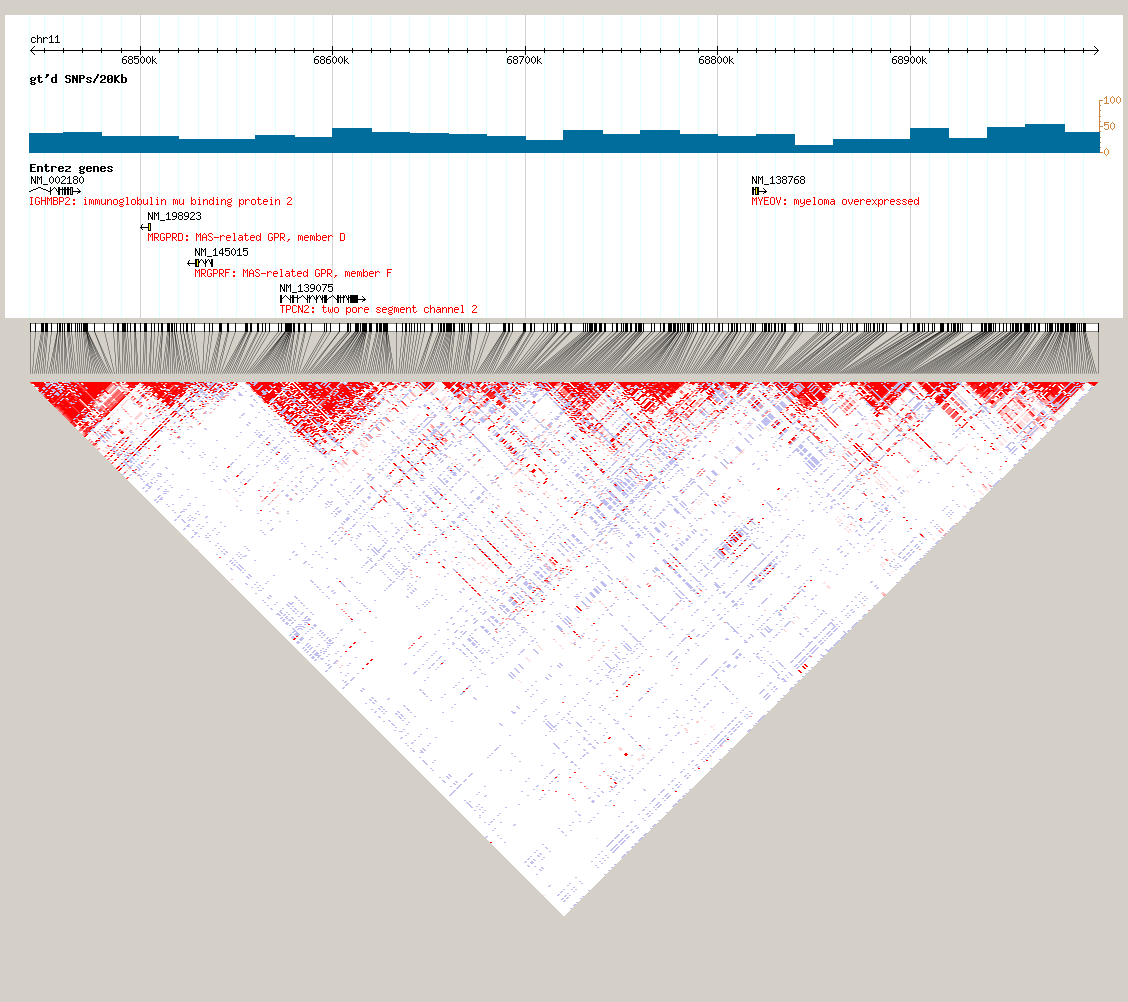 chr11
68500k 68600k 68700k 68800k 68900k
gt'd SNPs/20Kb
100
50
0
Entrez genes
NM_002180 NM_138768
IGHMBP2: immunoglobulin mu binding protein 2 MYEOV: myeloma overexpressed
NM_198923
MRGPRD: MAS-related GPR, member D
NM_145015
MRGPRF: MAS-related GPR, member F
NM_139075
TPCN2: two pore segment channel 2